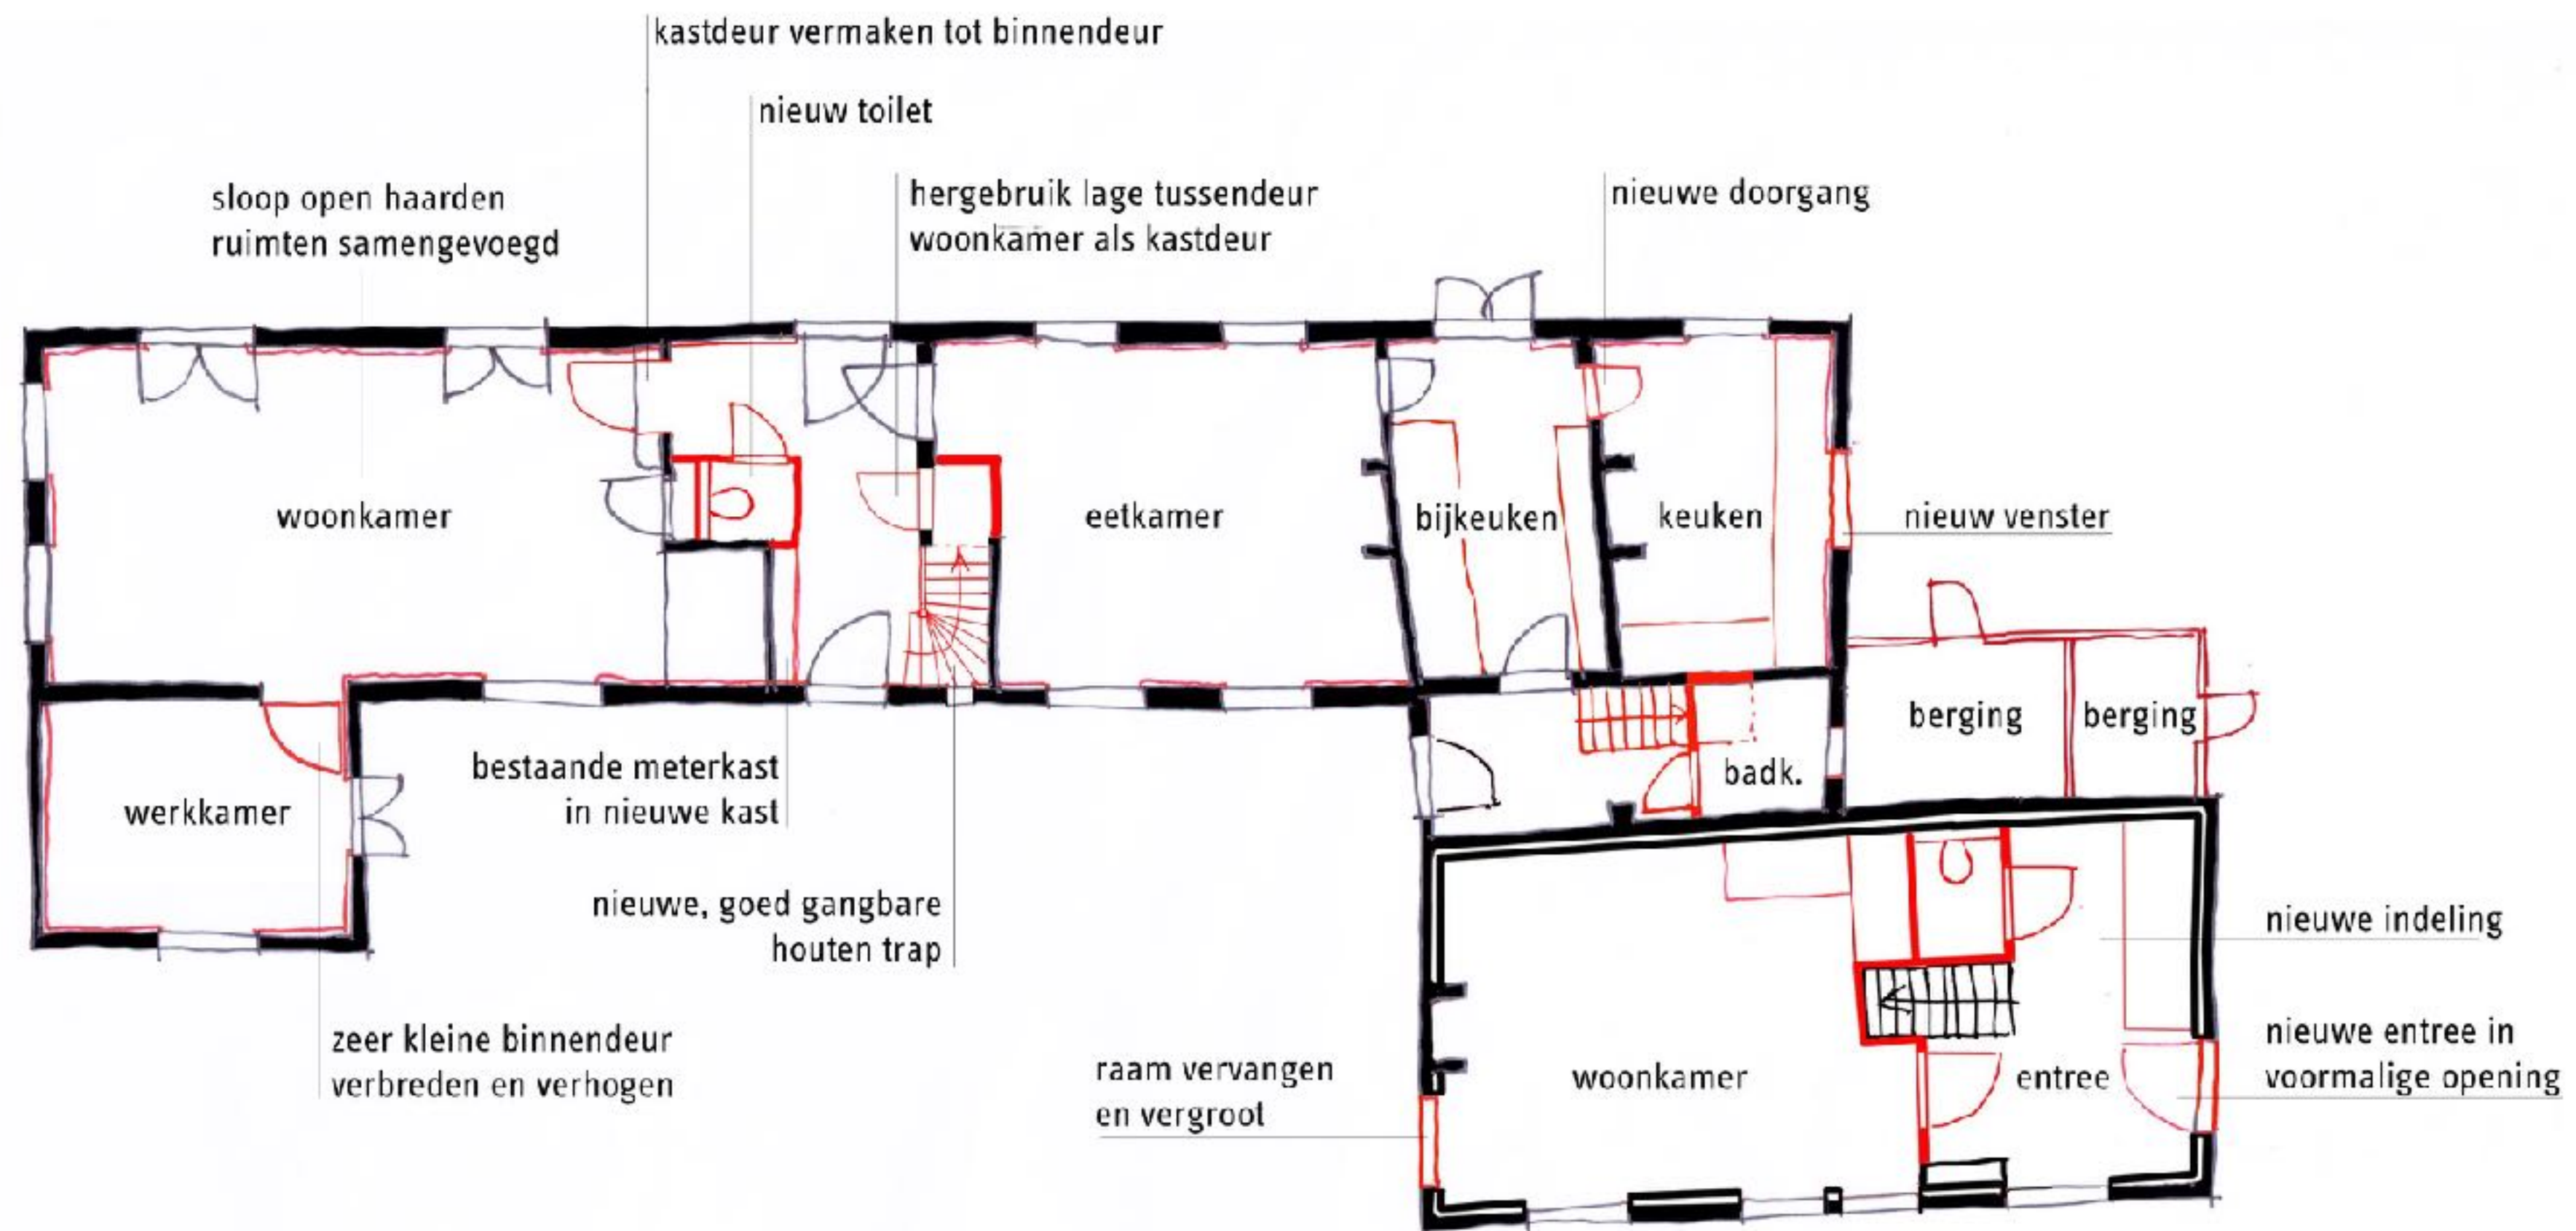 kastdeur vermaken tot binnendeur
nieuw toilet
sloop open haarden
ruimten samengevoegd
hergebruik lage tussendeur
woonkamer als kastdeur
nieuwe doorgang
woonkamer
eetkamer
bijkeuken
keuken
nieuw venster
berging
berging
badk.
werkkamer
bestaande meterkast
in nieuwe kast
nieuwe, goed gangbare
houten trap
zeer kleine binnendeur
verbreden en verhogen
raam vervangen
en vergroot
woonkamer
entree
nieuwe indeling
nieuwe entree in
voormalige opening